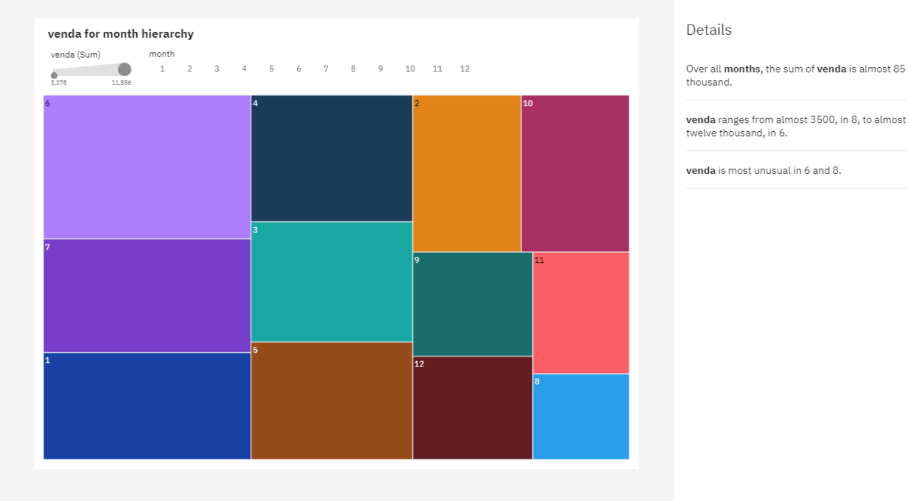 venda for month hierarchy
venda (Sum)
month
1 2 3 4 5 6 7 8 9 10 11 12
11,886
6
4
2
10
3
7
9
11
5
1
12
8
Details
Over all months, the sum of venda is almost 85
thousand.
venda ranges from almost 3500, in 8, to almost
twelve thousand, in 6.
venda is most unusual in 6 and 8.